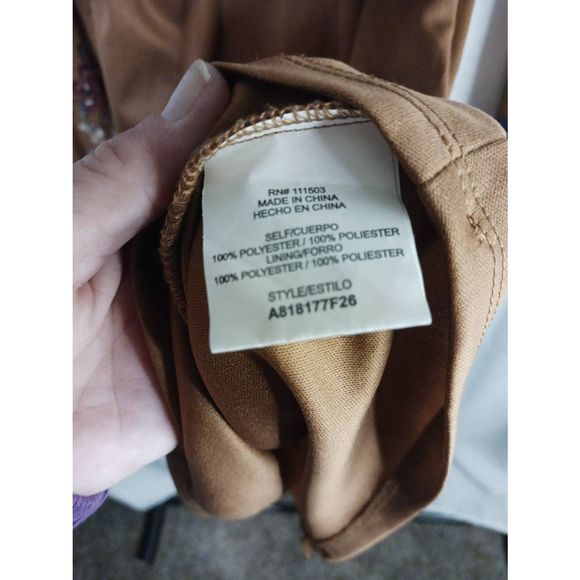 RN# 111503
MADE IN CHINA
HECHO EN CHINA
SELF/CUERPO
100% POLYESTER / 100% POLIESTER
LINING/FORRO
100% POLYESTER / 100% POLIESTER
STYLE/ESTILO
A818177F26